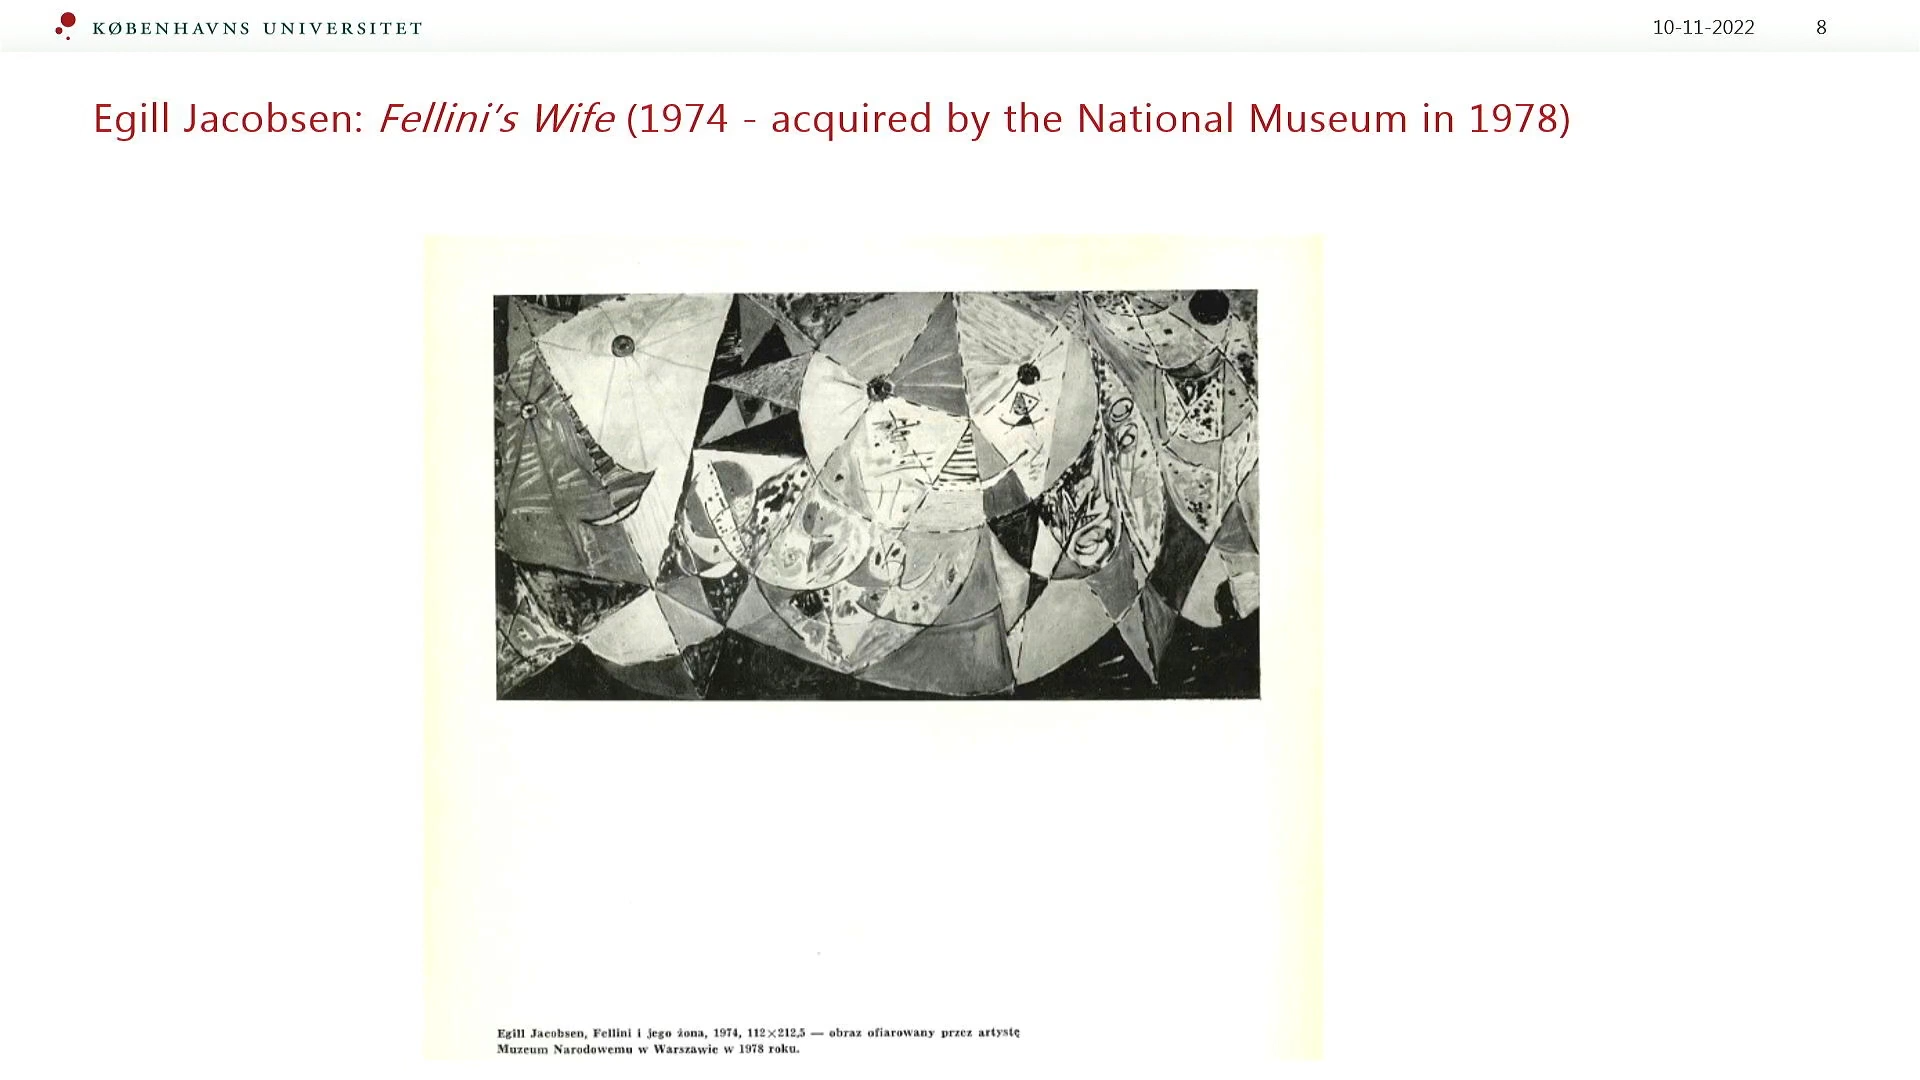 KØBENHAVNS UNIVERSITET
10-11-2022 8
Egill Jacobsen: Fellini's Wife (1974 - acquired by the National Museum in 1978)
Egill Jacobsen, Fellini i jego żona, 1974, 112×212,5 — obraz ofiarowany przez artystę
Muzeum Narodowemu w Warszawie w 1978 roku.